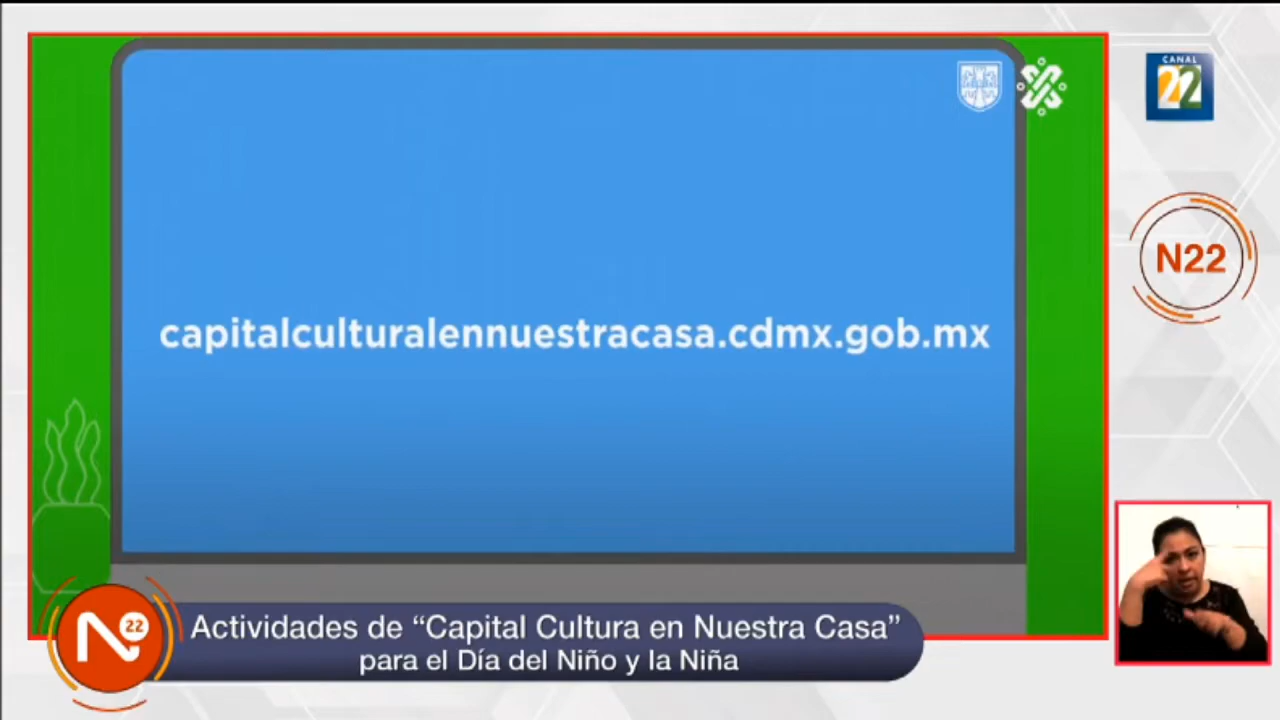 CANAL
22
N22
capitalculturalennuestracasa.cdmx.gob.mx
N 22
Actividades de “Capital Cultura en Nuestra Casa”
para el Día del Niño y la Niña